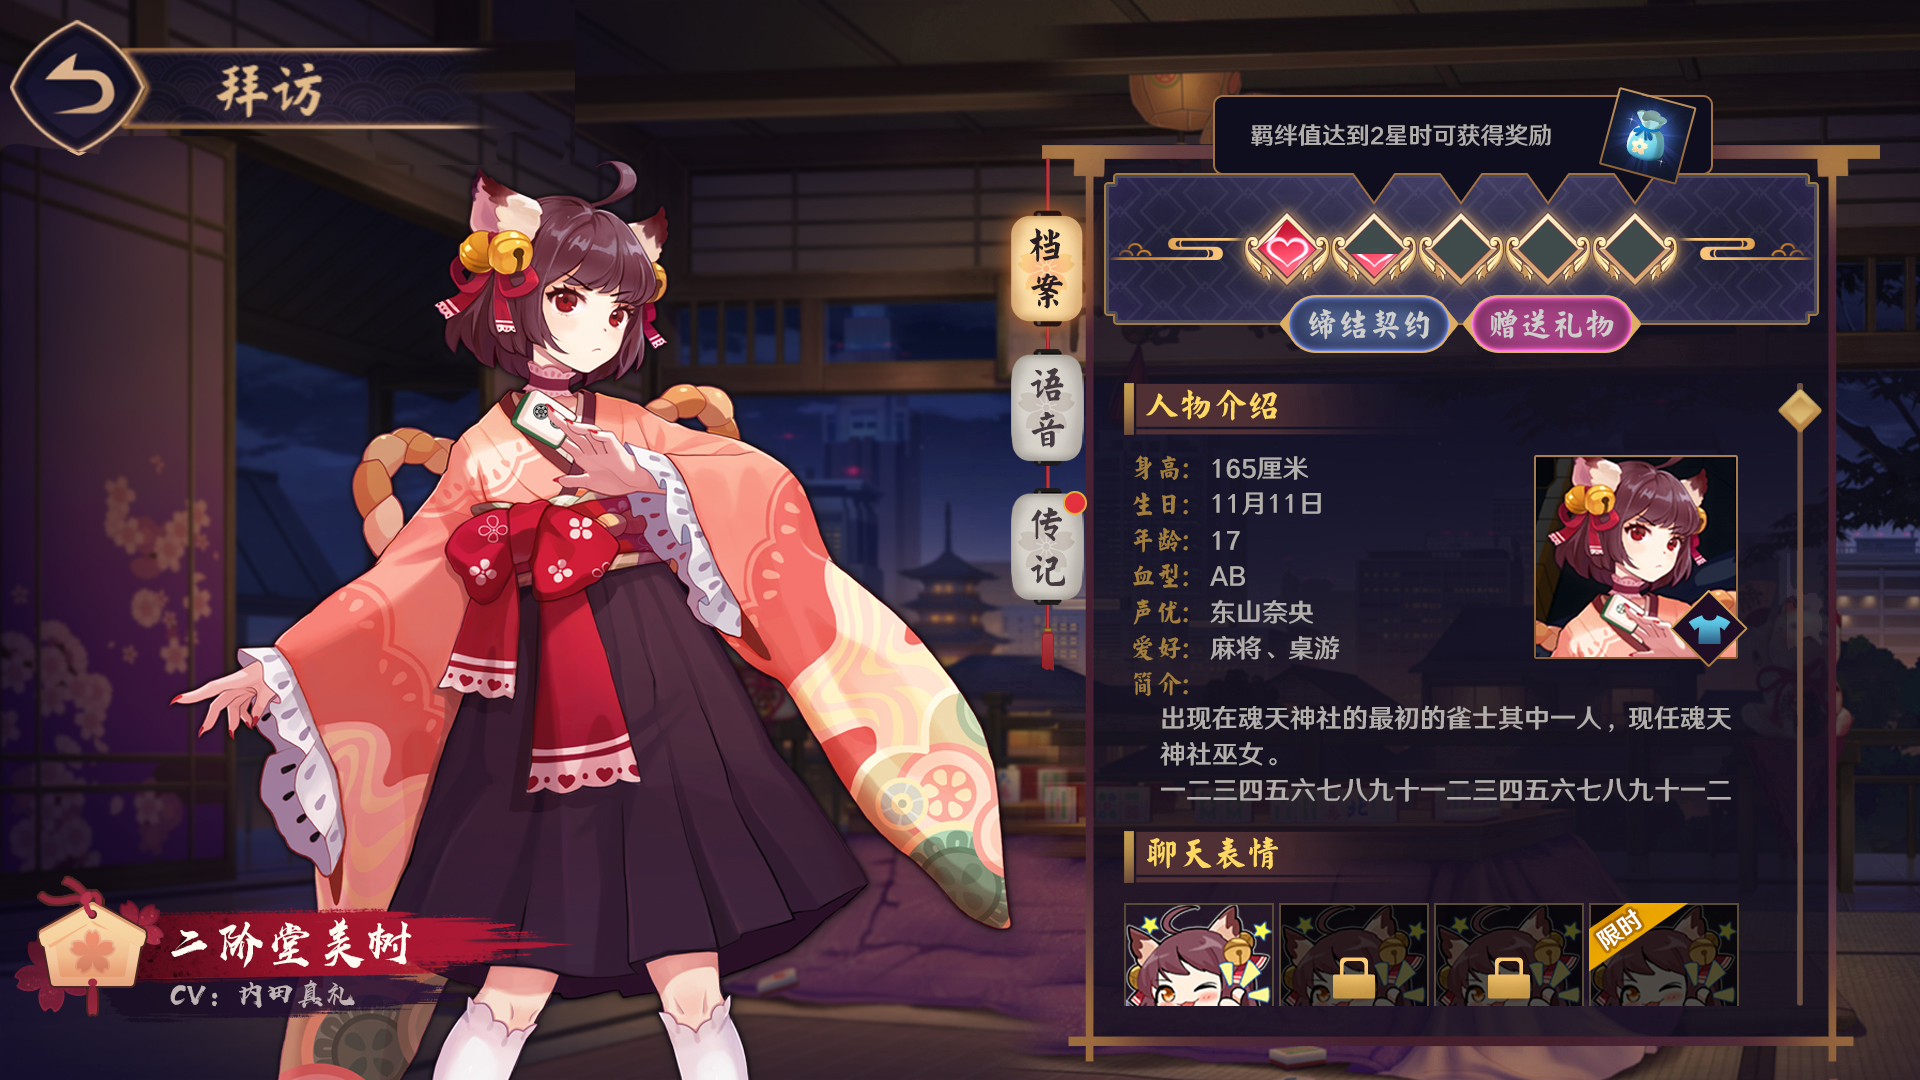 拜访
羁绊值达到2星时可获得奖励
缔结契约
赠送礼物
档案
语音
传记
人物介绍
身高： 165厘米
生日： 11月11日
年龄： 17
血型： AB
声优： 东山奈央
爱好： 麻将、桌游
简介：
出现在魂天神社的最初的雀士其中一人，现任魂天
神社巫女。
一二三四五六七八九十一二三四五六七八九十一二
聊天表情
限时
二阶堂美树
CV：内田真礼